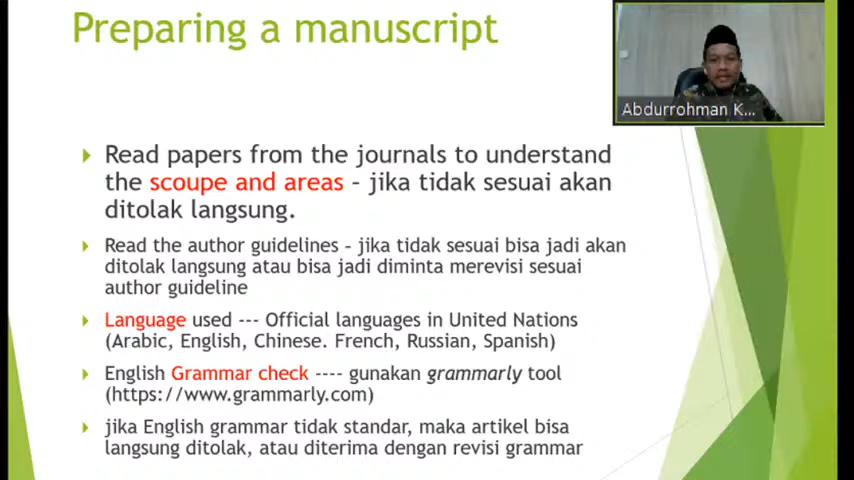 Preparing a manuscript
Abdurrohman K...
Read papers from the journals to understand
the scoupe and areas – jika tidak sesuai akan
ditolak langsung.
Read the author guidelines – jika tidak sesuai bisa jadi akan
ditolak langsung atau bisa jadi diminta merevisi sesuai
author guideline
Language used --- Official languages in United Nations
(Arabic, English, Chinese. French, Russian, Spanish)
English Grammar check ---- gunakan grammarly tool
(https://www.grammarly.com)
jika English grammar tidak standar, maka artikel bisa
langsung ditolak, atau diterima dengan revisi grammar